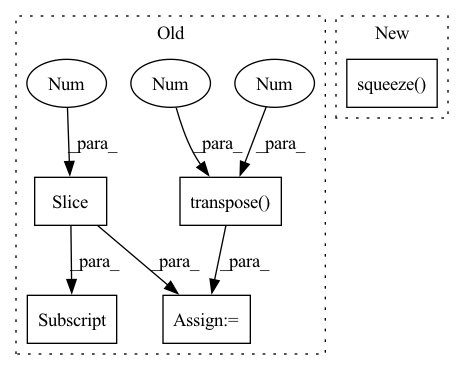 Old
New
Num
Num
Num
squeeze()
_para_
_para_
_para_
Slice
transpose()
_para_
_para_
_para_
Subscript
Assign:=